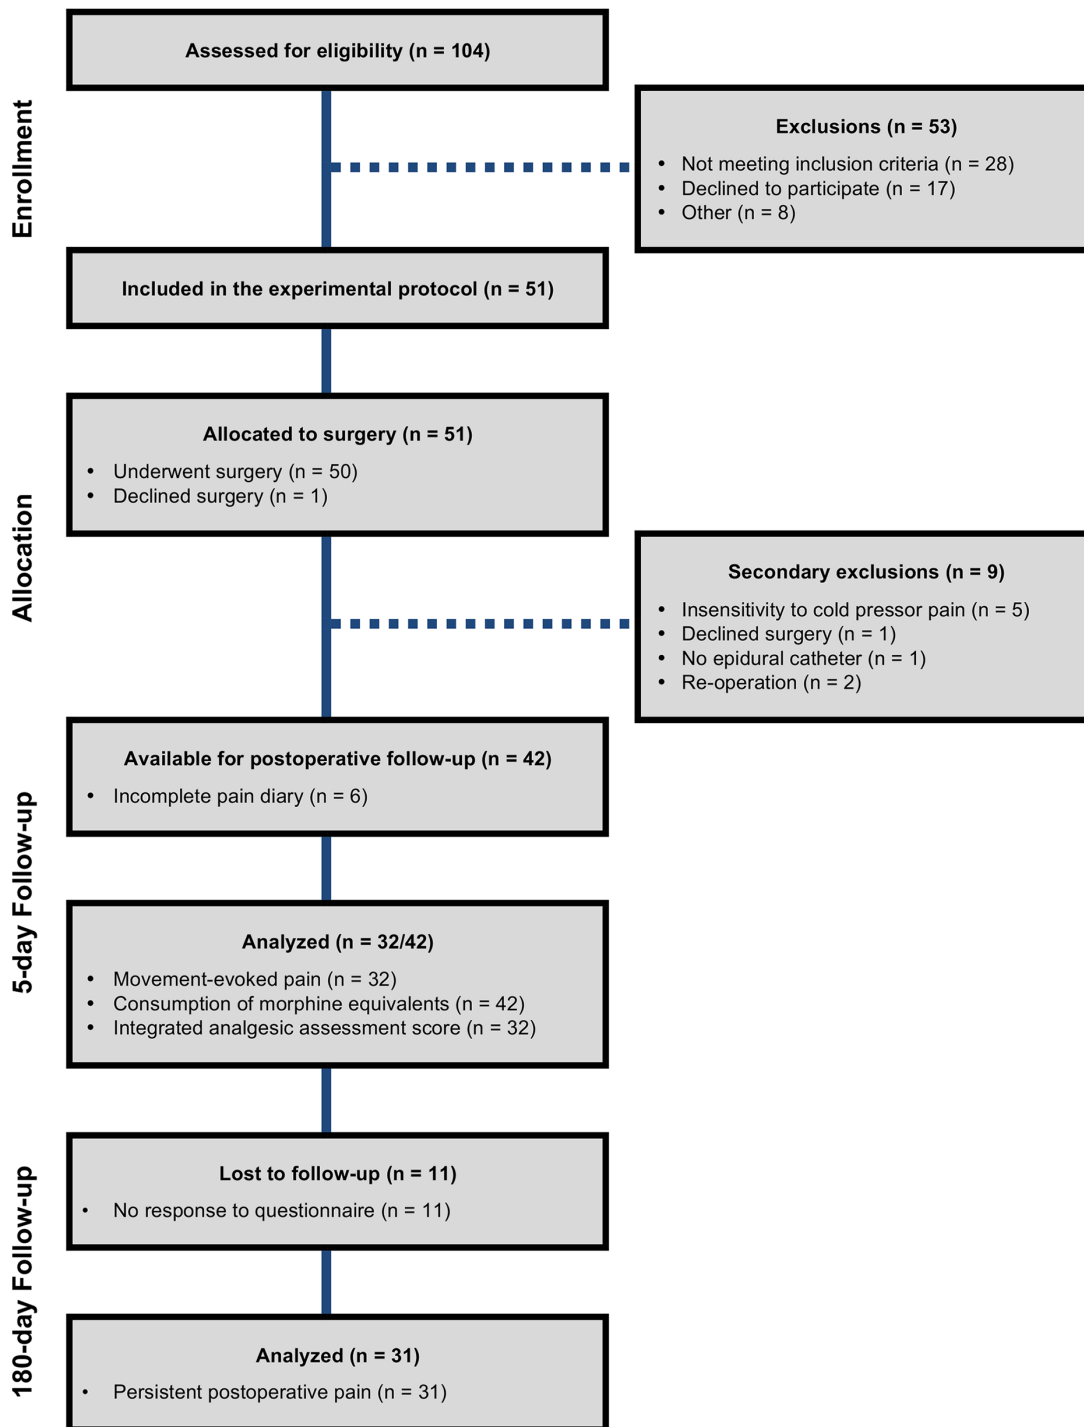 Enrollment
Assessed for eligibility (n = 104)
Exclusions (n = 53)
• Not meeting inclusion criteria (n = 28)
• Declined to participate (n = 17)
• Other (n = 8)
Included in the experimental protocol (n = 51)
Allocation
Allocated to surgery (n = 51)
• Underwent surgery (n = 50)
• Declined surgery (n = 1)
Secondary exclusions (n = 9)
• Insensitivity to cold pressor pain (n = 5)
• Declined surgery (n = 1)
• No epidural catheter (n = 1)
• Re-operation (n = 2)
5-day Follow-up
Available for postoperative follow-up (n = 42)
• Incomplete pain diary (n = 6)
Analyzed (n = 32/42)
• Movement-evoked pain (n = 32)
• Consumption of morphine equivalents (n = 42)
• Integrated analgesic assessment score (n = 32)
180-day Follow-up
Lost to follow-up (n = 11)
• No response to questionnaire (n = 11)
Analyzed (n = 31)
• Persistent postoperative pain (n = 31)